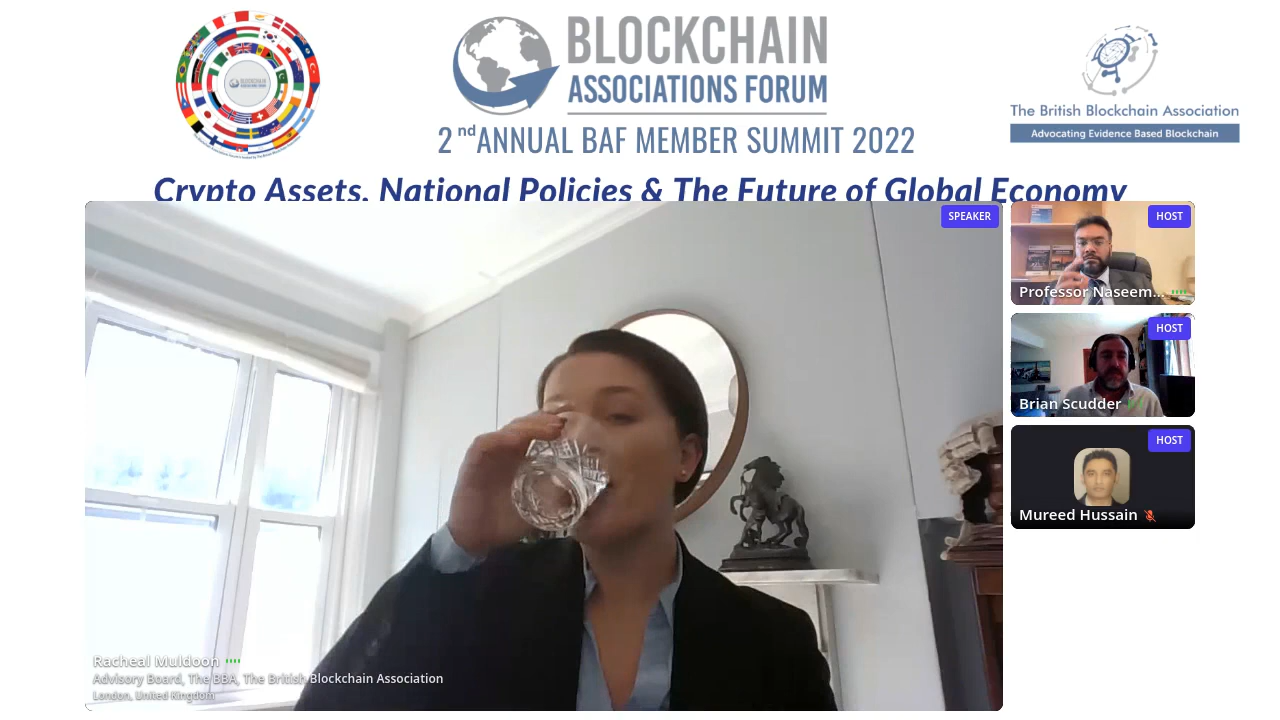 BLOCKCHAIN
ASSOCIATIONS FORUM
2nd ANNUAL BAF MEMBER SUMMIT 2022
The British Blockchain Association
Advocating Evidence Based Blockchain
Crypto Assets, National Policies & The Future of Global Economy
SPEAKER
HOST
Professor Naseem...
HOST
Brian Scudder
HOST
Mureed Hussain
Racheal Muldoon
Advisory Board, The BBA, The British Blockchain Association
London, United Kingdom